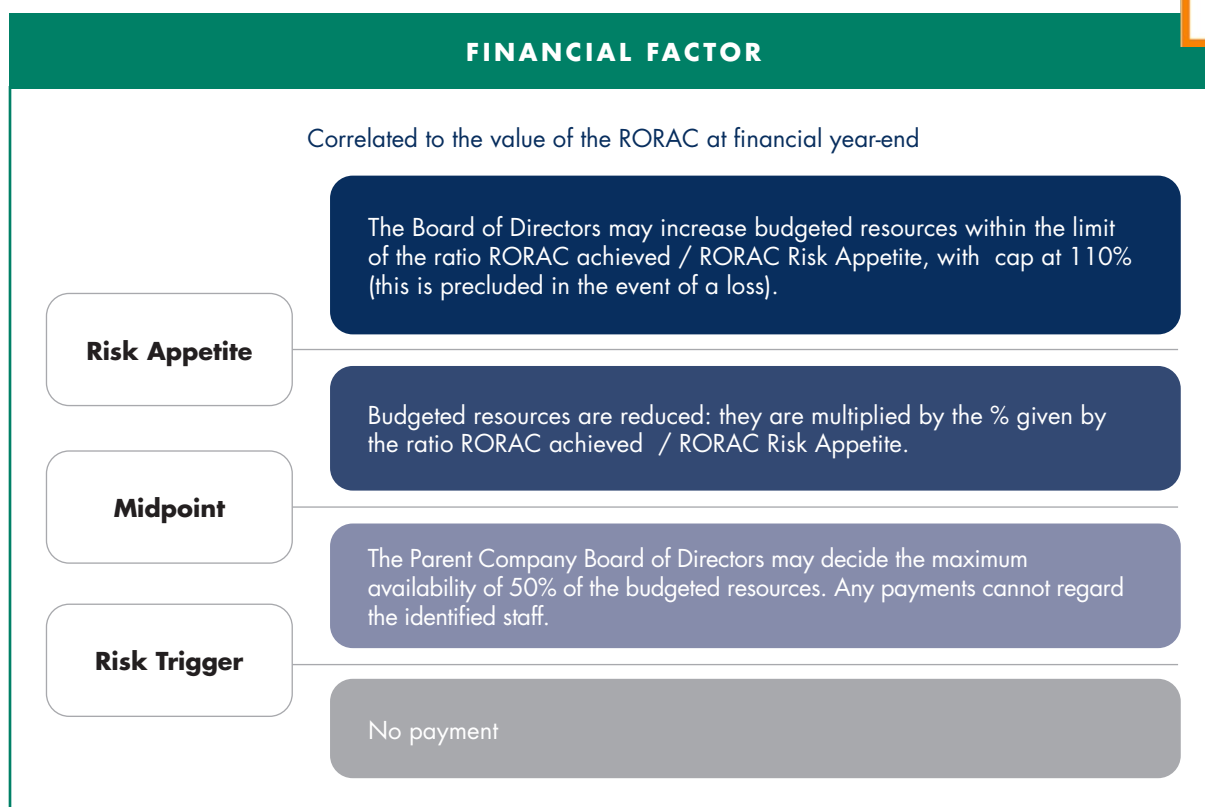 FINANCIAL FACTOR
Correlated to the value of the RORAC at financial year-end
The Board of Directors may increase budgeted resources within the limit
of the ratio RORAC achieved / RORAC Risk Appetite, with  cap at 110%
(this is precluded in the event of a loss).
Risk Appetite
Budgeted resources are reduced: they are multiplied by the % given by
the ratio RORAC achieved  / RORAC Risk Appetite.
Midpoint
The Parent Company Board of Directors may decide the maximum
availability of 50% of the budgeted resources. Any payments cannot regard
the identified staff.
Risk Trigger
No payment